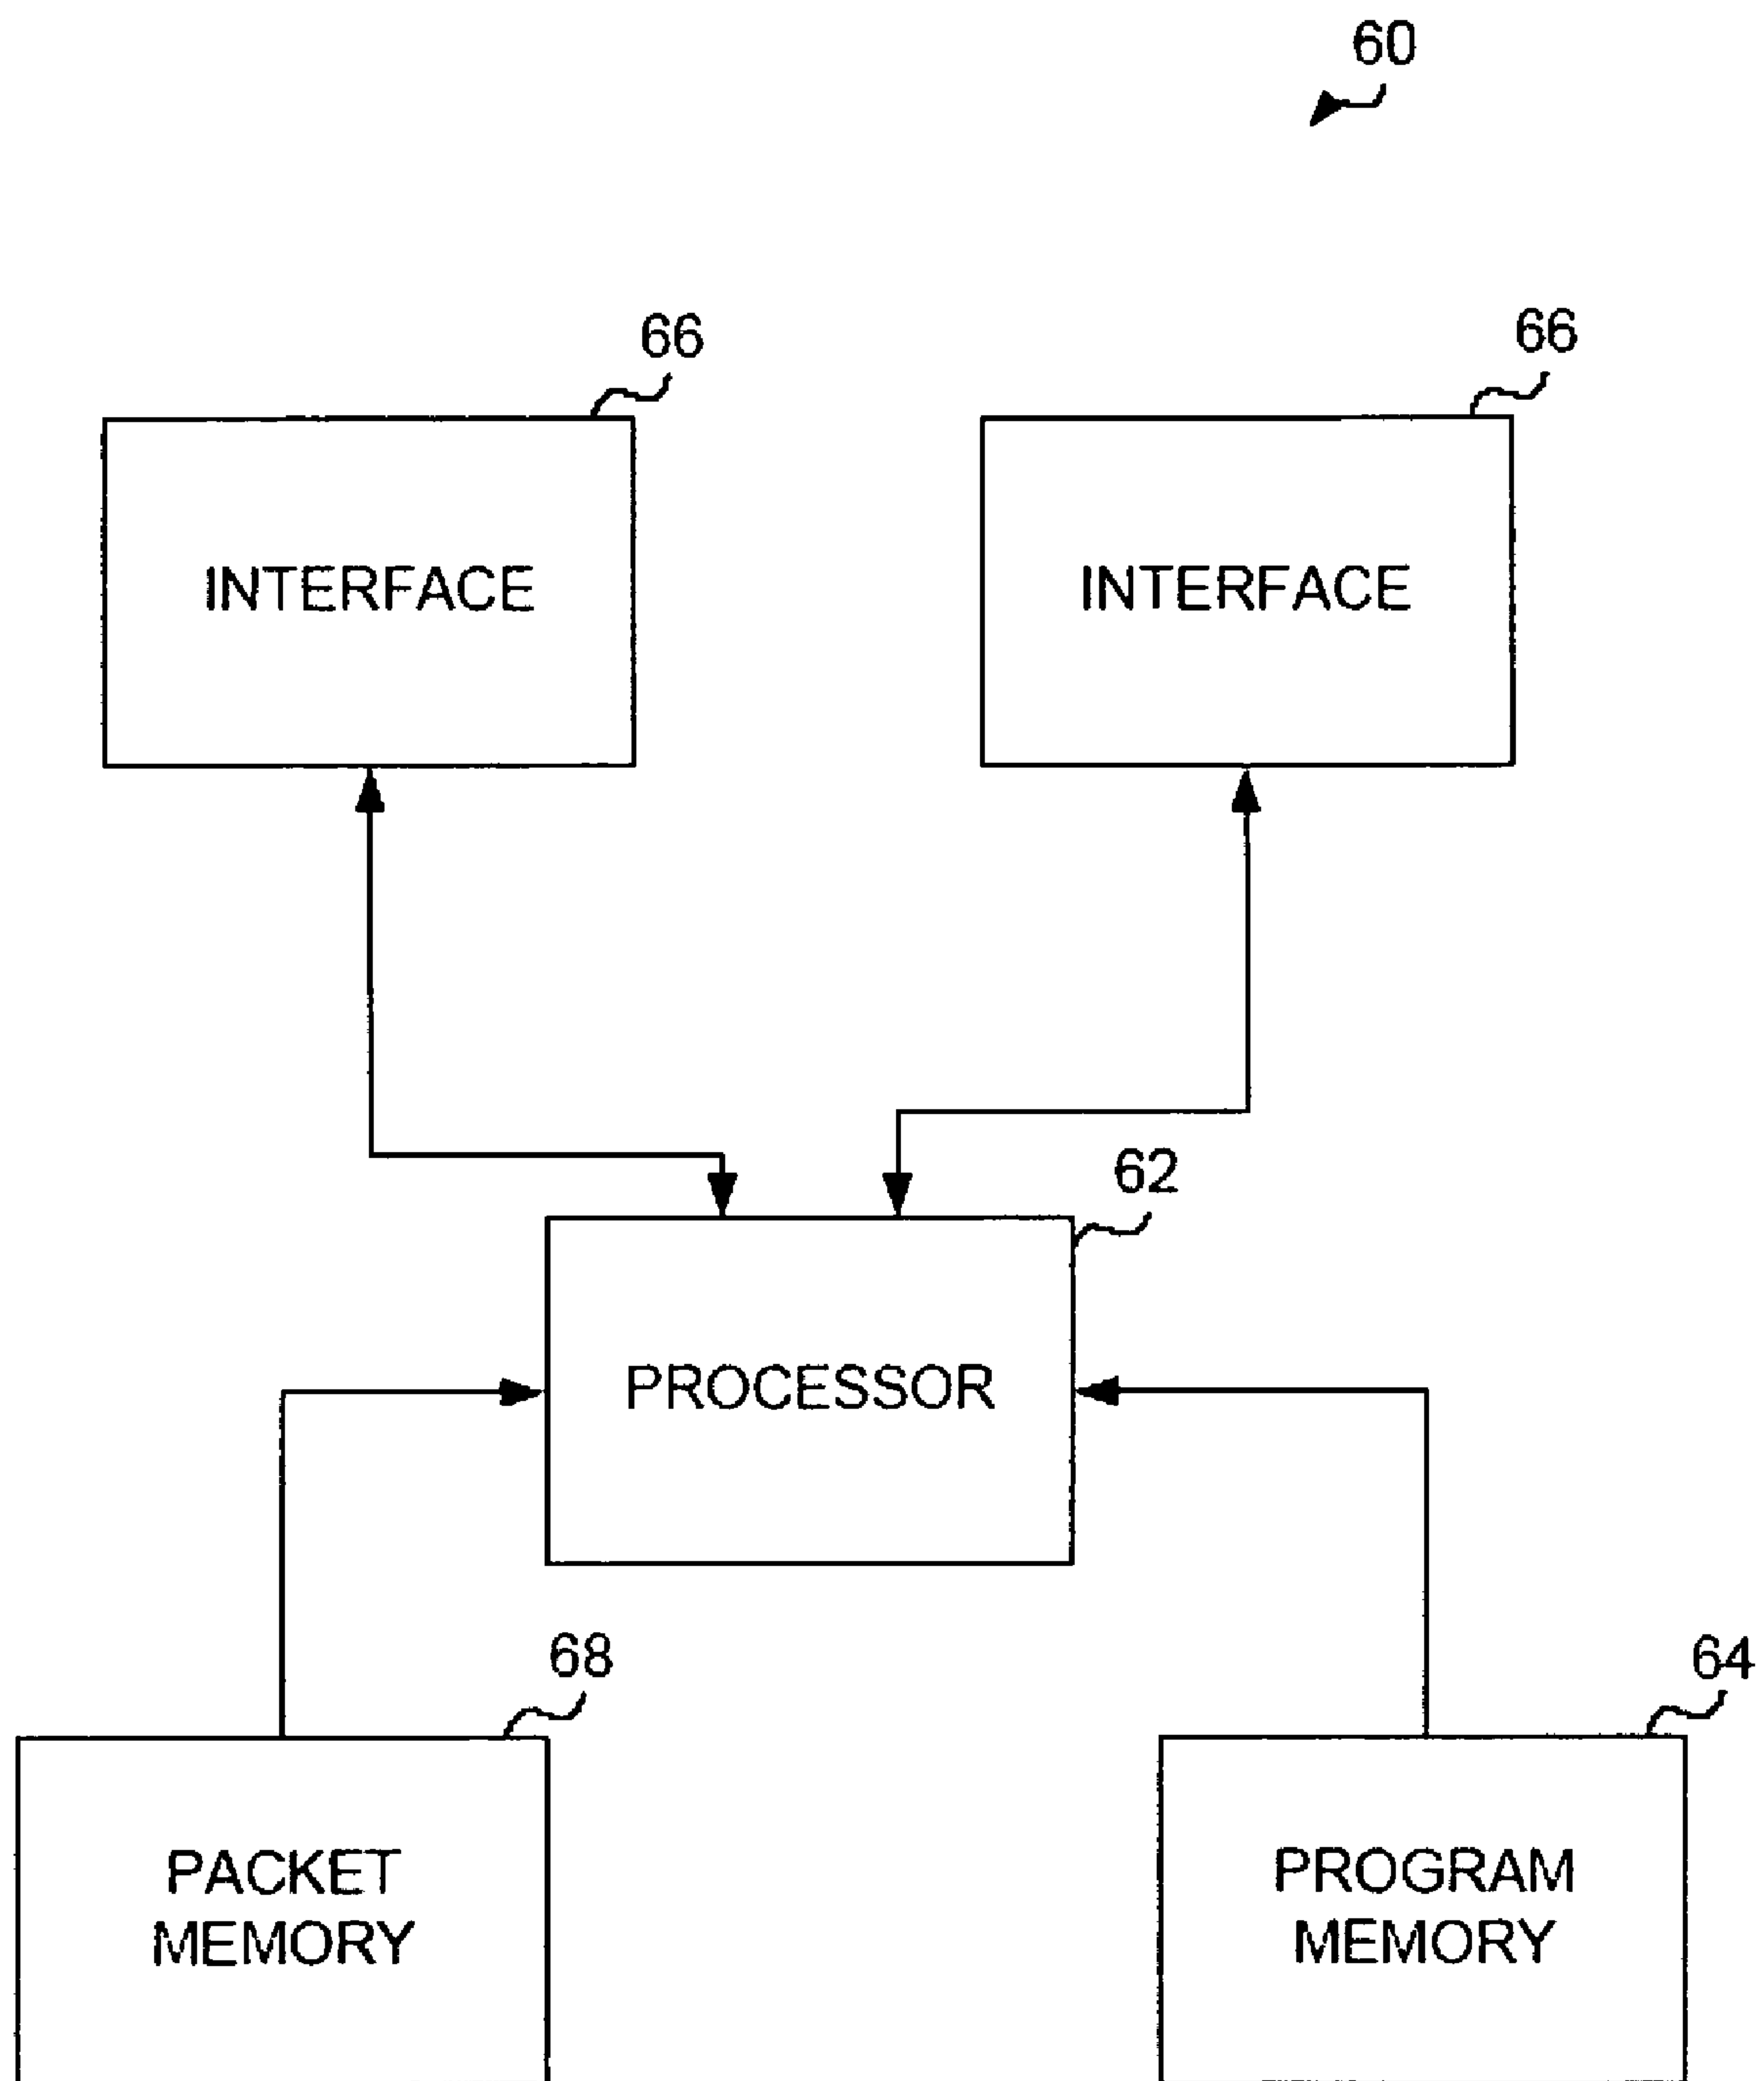 60
66
66
INTERFACE
INTERFACE
62
PROCESSOR
68
64
PACKET
MEMORY
PROGRAM
MEMORY